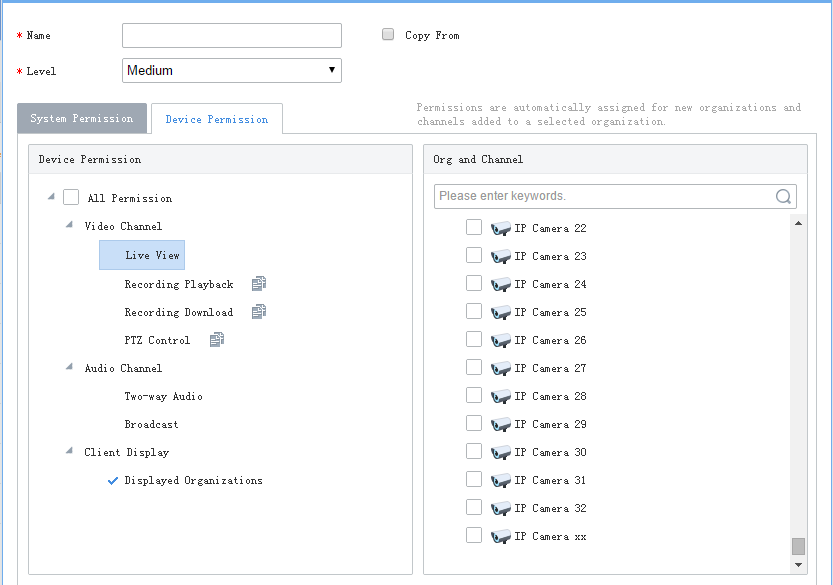 * Name
Copy From
* Level
Medium
System Permission
Device Permission
Permissions are automatically assigned for new organizations and
channels added to a selected organization.
Device Permission
All Permission
Video Channel
Live View
Recording Playback
Recording Download
PTZ Control
Audio Channel
Two-way Audio
Broadcast
Client Display
Displayed Organizations
Org and Channel
Please enter keywords.
IP Camera 22
IP Camera 23
IP Camera 24
IP Camera 25
IP Camera 26
IP Camera 27
IP Camera 28
IP Camera 29
IP Camera 30
IP Camera 31
IP Camera 32
IP Camera xx